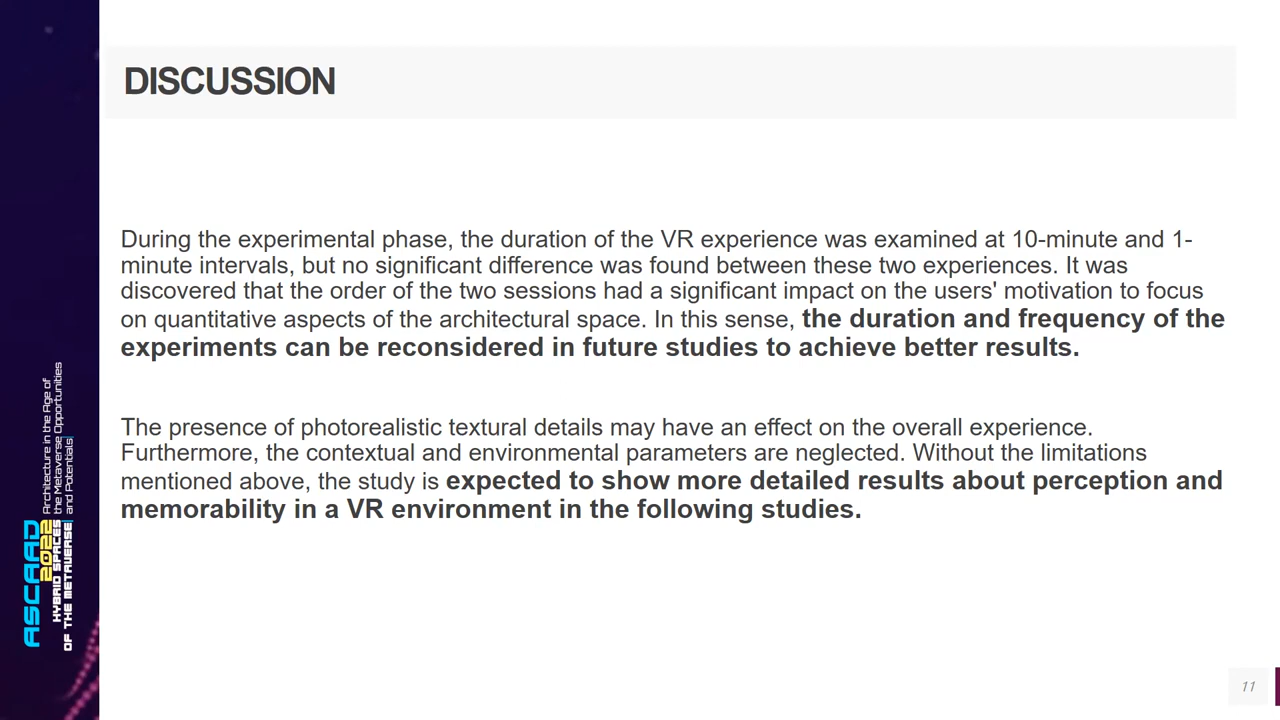 DISCUSSION
During the experimental phase, the duration of the VR experience was examined at 10-minute and 1-
minute intervals, but no significant difference was found between these two experiences. It was
discovered that the order of the two sessions had a significant impact on the users' motivation to focus
on quantitative aspects of the architectural space. In this sense, the duration and frequency of the
experiments can be reconsidered in future studies to achieve better results.
The presence of photorealistic textural details may have an effect on the overall experience.
Furthermore, the contextual and environmental parameters are neglected. Without the limitations
mentioned above, the study is expected to show more detailed results about perception and
memorability in a VR environment in the following studies.
ASCAAD
2022
HYBRID SPACES
OF THE METAVERSE
Architecture in the Age of
the Metaverse Opportunities
and Potentials
11